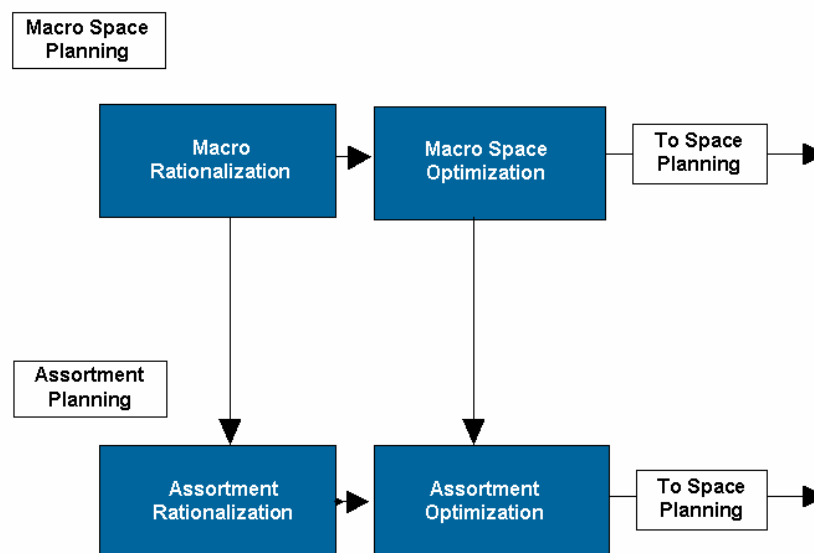 Macro Space
Planning
Macro
Rationalization
Macro Space
Optimization
To Space
Planning
Assortment
Planning
Assortment
Rationalization
Assortment
Optimization
To Space
Planning